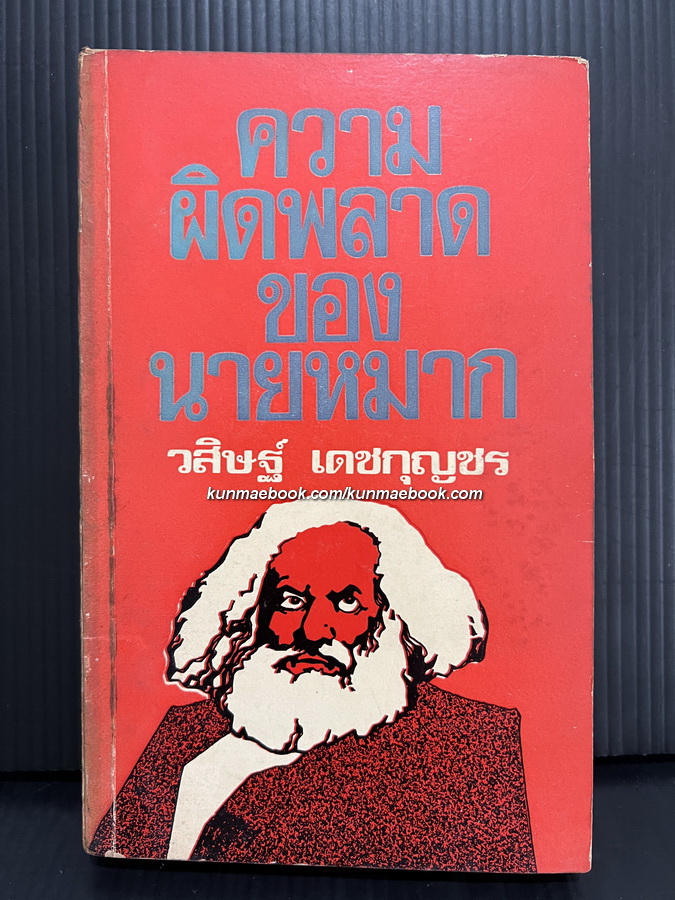 ความ
ผิดพลาด
ของ
นายหมาก
วสิษฐ์ เดชกุญชร
kunmaebook.com/kunmaebook.com